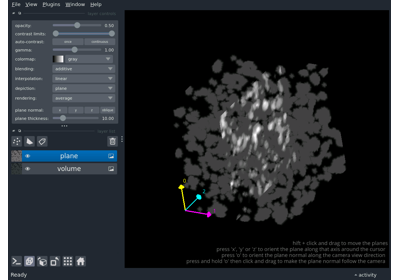 File View Plugins Window Help
opacity: 0.50
contrast limits:
auto-contrast: once continuous
gamma: 1.00
colormap: gray
blending: additive
interpolation: linear
depiction: plane
rendering: average
plane normal: x y z oblique
plane thickness: 10.00
plane
volume
shift + click and drag to move the planes
press 'x', 'y' or 'z' to orient the plane along that axis around the cursor
press 'o' to orient the plane normal along the camera view direction
press and hold 'o' then click and drag to make the plane normal follow the camera
Ready
activity